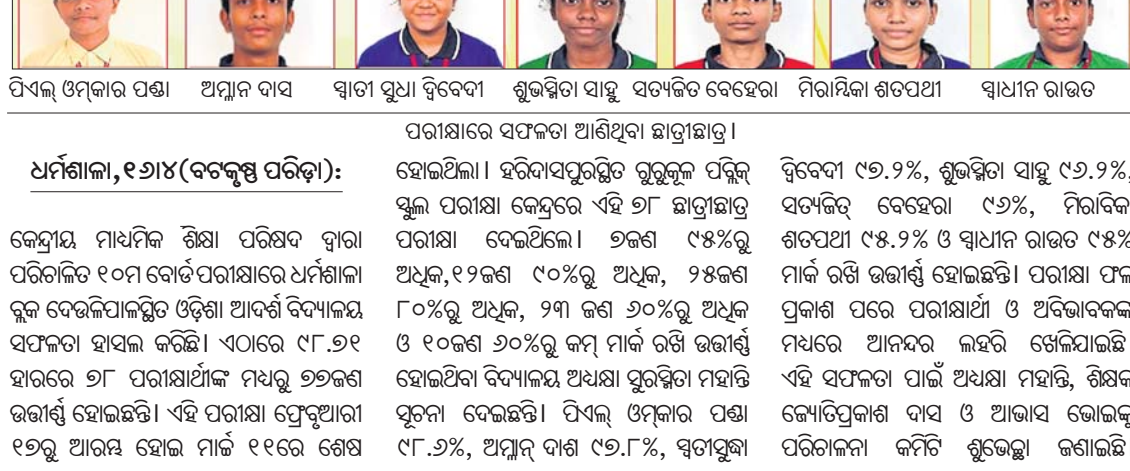 ପିଏଲ୍ ଓମ୍‌କାର ପଣ୍ଡା ଅମ୍ଳାନ ଦାସ ସ୍ୱାତୀ ସୁଧା ଦ୍ୱିବେଦୀ ଶୁଭସ୍ମିତା ସାହୁ ସତ୍ୟଜିତ ବେହେରା ମିରାୟିକା ଶତପଥୀ ସ୍ୱାଧୀନ ରାଉତ
ପରୀକ୍ଷାରେ ସଫଳତା ଆଣିଥିବା ଛାତ୍ରୀଛାତ୍ର।
ଧର୍ମଶାଳା,୧୬ା୪(ବଟକୃଷ୍ଣ ପରିଡ଼ା):
କେନ୍ଦ୍ରୀୟ ମାଧ୍ୟମିକ ଶିକ୍ଷା ପରିଷଦ ଦ୍ୱାରା
ପରିଚାଳିତ ୧୦ମ ବୋର୍ଡପରୀକ୍ଷାରେ ଧର୍ମଶାଳା
ବ୍ଲକ ଦେଉଳିପାଳସ୍ଥିତ ଓଡ଼ିଶା ଆଦର୍ଶ ବିଦ୍ୟାଳୟ
ସଫଳତା ହାସଲ କରିଛି। ଏଠାରେ ୯୮.୭୧
ହାରରେ ୭୮ ପରୀକ୍ଷାର୍ଥୀଙ୍କ ମଧ୍ୟରୁ ୭୭ଜଣ
ଉତ୍ତୀର୍ଣ୍ଣ ହୋଇଛନ୍ତି। ଏହି ପରୀକ୍ଷା ଫେବୃଆରୀ
୧୭ରୁ ଆରମ୍ଭ ହୋଇ ମାର୍ଚ୍ଚ ୧୧ରେ ଶେଷ
ହୋଇଥିଲା। ହରିଦାସପୁରସ୍ଥିତ ଗୁରୁକୂଳ ପବ୍ଲିକ୍
ସ୍କୁଲ ପରୀକ୍ଷା କେନ୍ଦ୍ରରେ ଏହି ୭୮ ଛାତ୍ରୀଛାତ୍ର
ପରୀକ୍ଷା ଦେଇଥିଲେ। ୭ଜଣ ୯୫%ରୁ
ଅଧିକ,୧୨ଜଣ ୯୦%ରୁ ଅଧିକ, ୨୫ଜଣ
୮୦%ରୁ ଅଧିକ, ୨୩ ଜଣ ୬୦%ରୁ ଅଧିକ
ଓ ୧୦ଜଣ ୬୦%ରୁ କମ୍ ମାର୍କ ରଖି ଉତ୍ତୀର୍ଣ୍ଣ
ହୋଇଥିବା ବିଦ୍ୟାଳୟ ଅଧ୍ୟକ୍ଷା ସୁରସ୍ମିତା ମହାନ୍ତି
ସୂଚନା ଦେଇଛନ୍ତି। ପିଏଲ୍ ଓମ୍‌କାର ପଣ୍ଡା
୯୮.୬%, ଅମ୍ଳାନ୍ ଦାଶ ୯୭.୮%, ସ୍ୱତୀସୁଦ୍ଧା
ଦ୍ୱିବେଦୀ ୯୭.୨%, ଶୁଭସ୍ମିତା ସାହୁ ୯୬.୨%,
ସତ୍ୟଜିତ୍ ବେହେରା ୯୬%, ମିରାବିକା
ଶତପଥୀ ୯୫.୨% ଓ ସ୍ୱାଧୀନ ରାଉତ ୯୫%
ମାର୍କ ରଖି ଉତ୍ତୀର୍ଣ୍ଣ ହୋଇଛନ୍ତି। ପରୀକ୍ଷା ଫଳ
ପ୍ରକାଶ ପରେ ପରୀକ୍ଷାର୍ଥୀ ଓ ଅବିଭାବକଙ୍କ
ମଧ୍ୟରେ ଆନନ୍ଦର ଲହରି ଖେଳିଯାଇଛି
ଏହି ସଫଳତା ପାଇଁ ଅଧ୍ୟକ୍ଷା ମହାନ୍ତି, ଶିକ୍ଷକ
ଜ୍ୟୋତିପ୍ରକାଶ ଦାସ ଓ ଆଭାସ ଭୋଇଙ୍କୁ
ପରିଚାଳନା କମିଟି ଶୁଭେଚ୍ଛା ଜଣାଇଛି